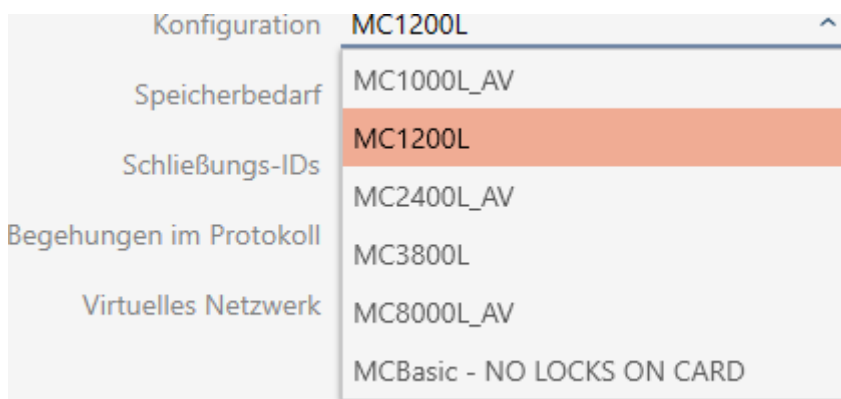 Konfiguration MC1200L
MC1000L_AV
Speicherbedarf
MC1200L
Schließungs-IDs
MC2400L_AV
Begehungen im Protokoll
MC3800L
Virtuelles Netzwerk
MC8000L_AV
MCBasic - NO LOCKS ON CARD